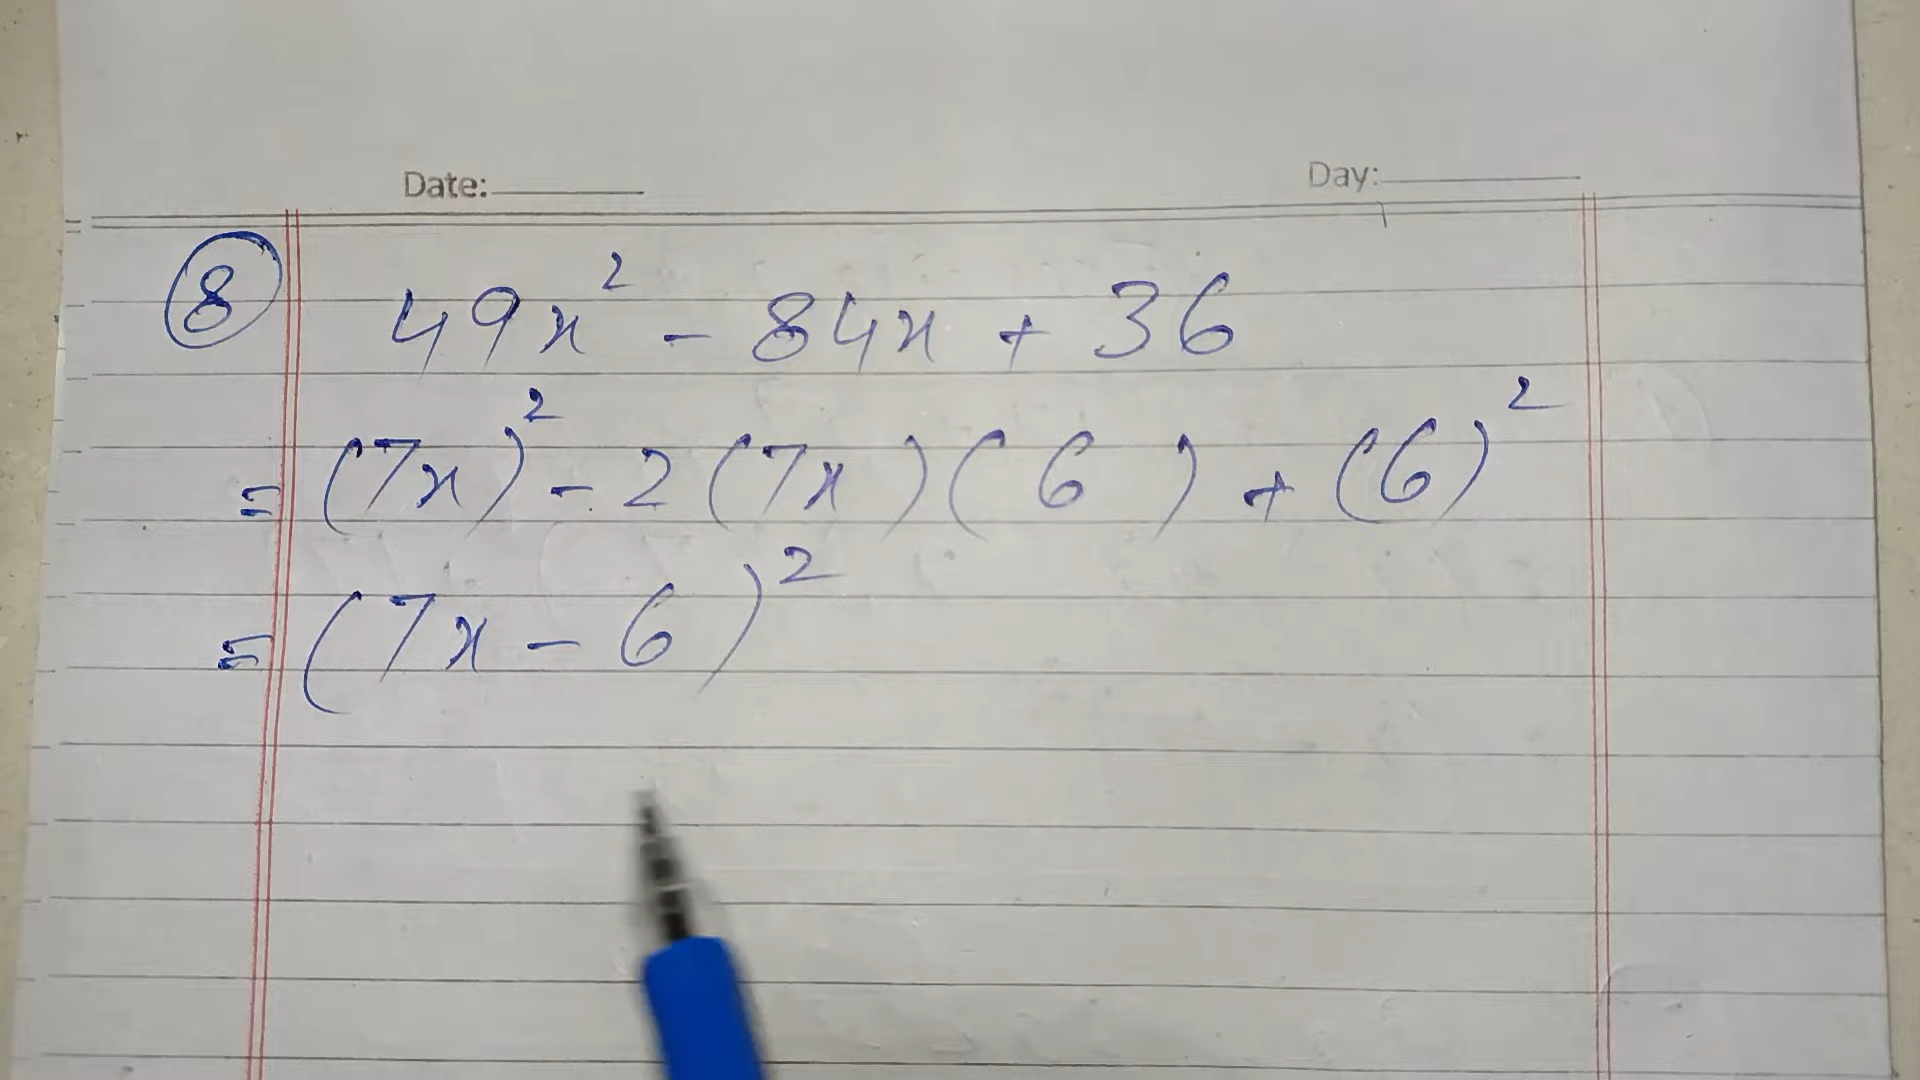 Date: Day:
8 49x² - 84x + 36
= (7x)² - 2(7x)(6) + (6)²
= (7x - 6)²